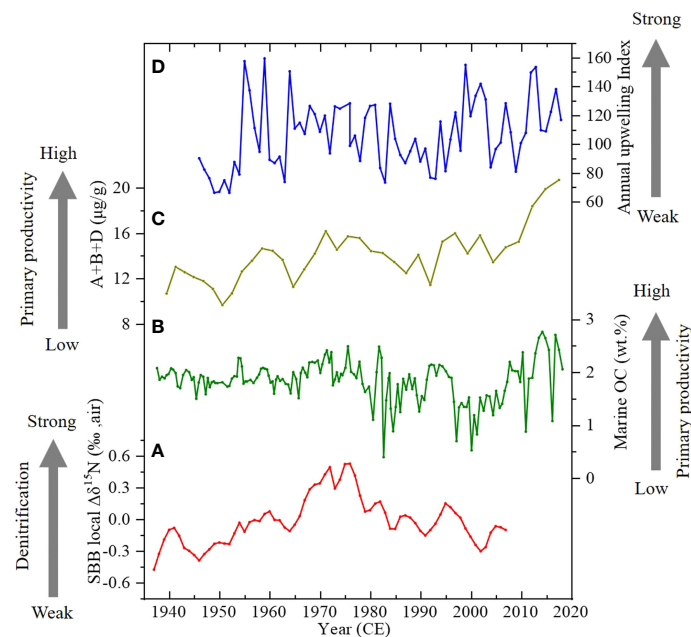 Strong
D
160
140
120
100
80
60
Annual upwelling Index
Weak
High
Primary productivity
Low
20
16
12
8
A+B+D (μg/g)
C
B
3
2
1
0
Marine OC (wt.%)
High
Primary productivity
Low
Strong
Denitrification
Weak
A
0.6
0.3
0.0
-0.3
-0.6
SBB local Δδ¹⁵N (‰ ,air)
1940 1950 1960 1970 1980 1990 2000 2010 2020
Year (CE)